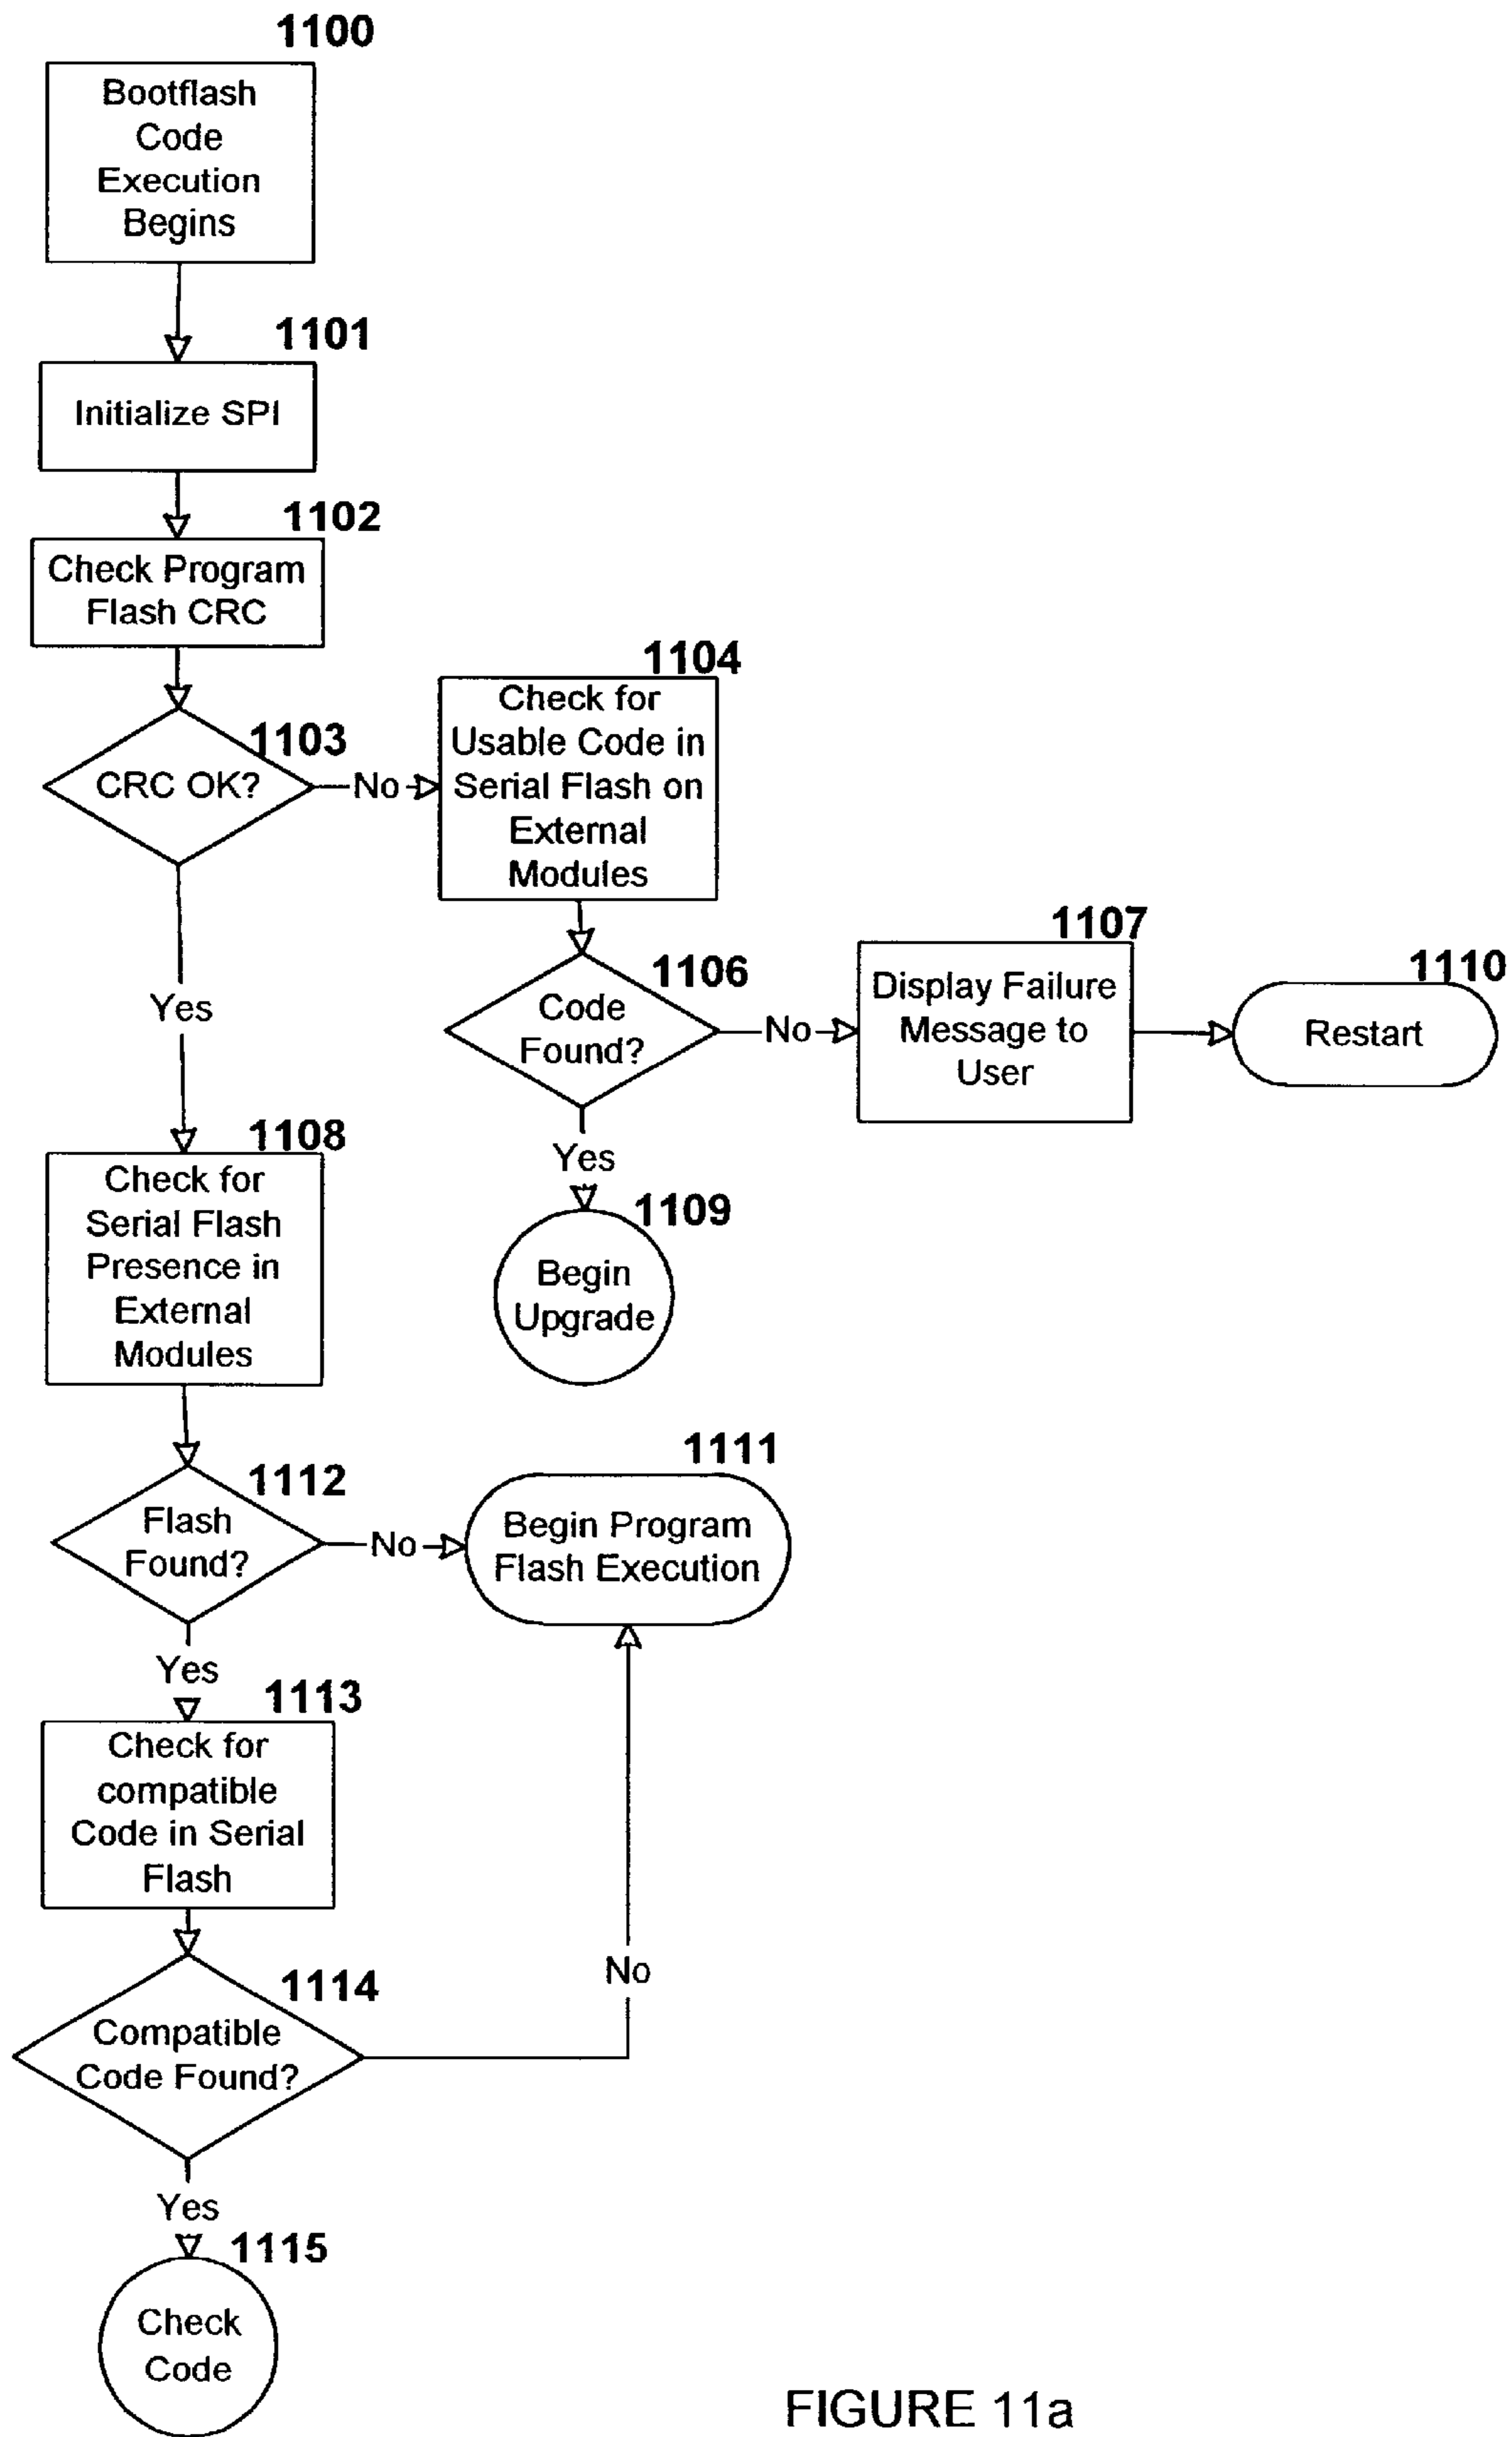 1100
Bootflash
Code
Execution
Begins
1101
Initialize SPI
1102
Check Program
Flash CRC
1103
CRC OK?
No
Yes
1104
Check for
Usable Code in
Serial Flash on
External
Modules
1106
Code
Found?
No
Yes
1107
Display Failure
Message to
User
1110
Restart
1109
Begin
Upgrade
1108
Check for
Serial Flash
Presence in
External
Modules
1112
Flash
Found?
No
Yes
1111
Begin Program
Flash Execution
1113
Check for
compatible
Code in Serial
Flash
1114
Compatible
Code Found?
No
Yes
1115
Check
Code
FIGURE 11a